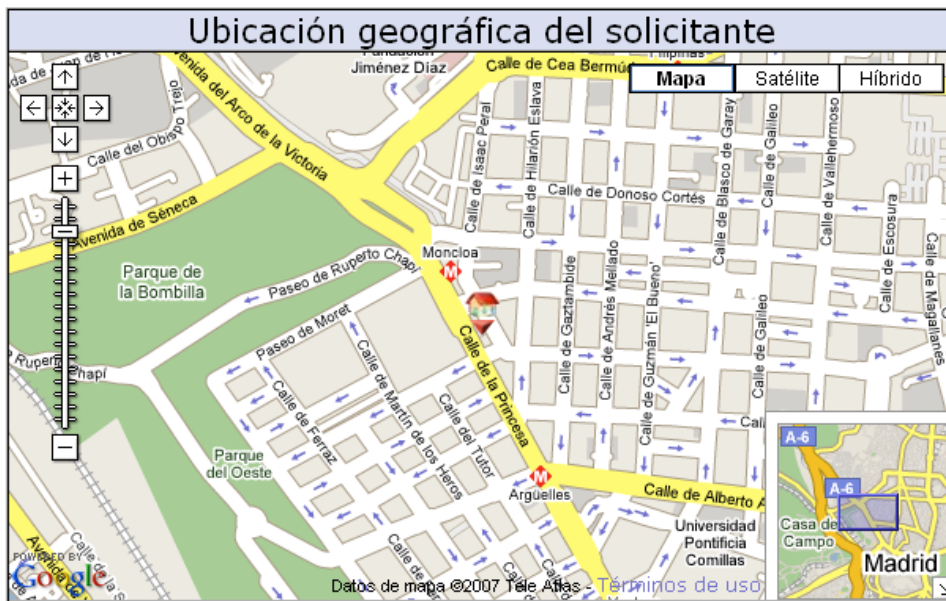 Ubicación geográfica del solicitante
Jiménez Díaz
Calle de Cea Bermúd
Filipinas
Mapa
Satélite
Híbrido
Avenida del Arco de la Victoria
Calle del Obispo Trejo
Calle de Isaac Peral
Calle de Hilarión Eslava
Calle de Blasco de Garay
Calle de Galileo
Calle de Vallehermoso
Calle de Donoso Cortés
Calle de Escosura
Calle de Magallanes
Avenida de Séneca
Moncloa
M
Parque de
la Bombilla
Paseo de Ruperto Chapí
Paseo de Moret
Calle de Gaztambide
Calle de Andrés Mellado
Calle de Guzmán 'El Bueno'
Calle de Galileo
Ruperto Chapí
Calle de la Princesa
Calle de Martín de los Heros
Calle de Ferraz
Calle del Tutor
Cal
Parque
del Oeste
M
Argüelles
Calle de Alberto A
Universidad
Pontificia
Comillas
A-6
A-6
Casa de
Campo
Madrid
POWERED BY
Google
Datos de mapa ©2007 Tele Atlas - Términos de uso